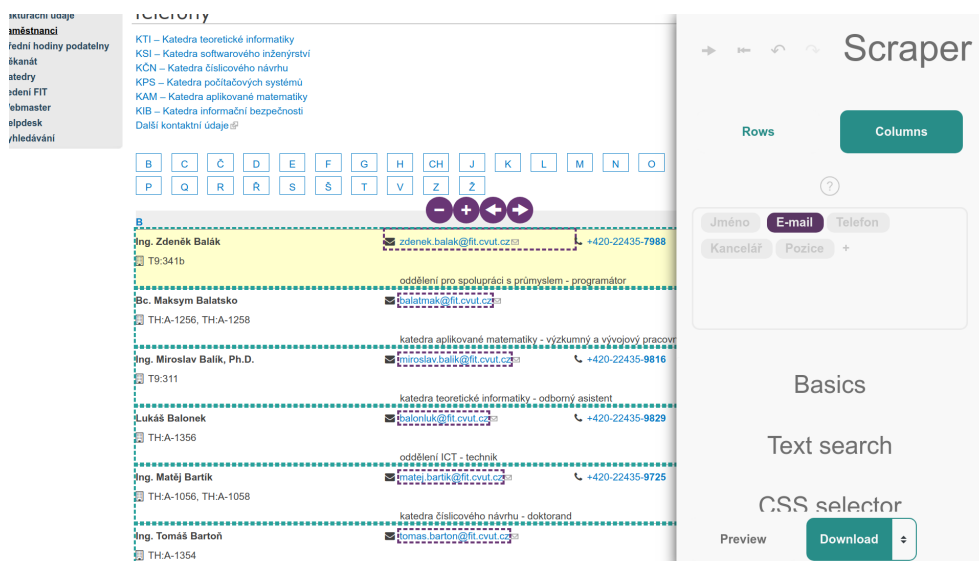 akturační údaje
Telefony
aměstnanci
řední hodiny podatelny
ěkanát
atedry
edení FIT
ebmaster
elpdesk
yhledávání
KTI – Katedra teoretické informatiky
KSI – Katedra softwarového inženýrství
KČN – Katedra číslicového návrhu
KPS – Katedra počítačových systémů
KAM – Katedra aplikované matematiky
KIB – Katedra informační bezpečnosti
Další kontaktní údaje
B C Č D E F G H CH J K L M N O
P Q R Ř S Š T V Z Ž
B
Ing. Zdeněk Balák zdenek.balak@fit.cvut.cz +420-22435-7988
T9:341b
oddělení pro spolupráci s průmyslem - programátor
Bc. Maksym Balatsko balatmak@fit.cvut.cz
TH:A-1256, TH:A-1258
katedra aplikované matematiky - výzkumný a vývojový pracovn
Ing. Miroslav Balík, Ph.D. miroslav.balik@fit.cvut.cz +420-22435-9816
T9:311
katedra teoretické informatiky - odborný asistent
Lukáš Balonek balonluk@fit.cvut.cz +420-22435-9829
TH:A-1356
oddělení ICT - technik
Ing. Matěj Bartík matej.bartik@fit.cvut.cz +420-22435-9725
TH:A-1056, TH:A-1058
katedra číslicového návrhu - doktorand
Ing. Tomáš Bartoň tomas.barton@fit.cvut.cz
TH:A-1354
Scraper
Rows Columns
?
Jméno E-mail Telefon
Kancelář Pozice +
Basics
Text search
CSS selector
Preview Download